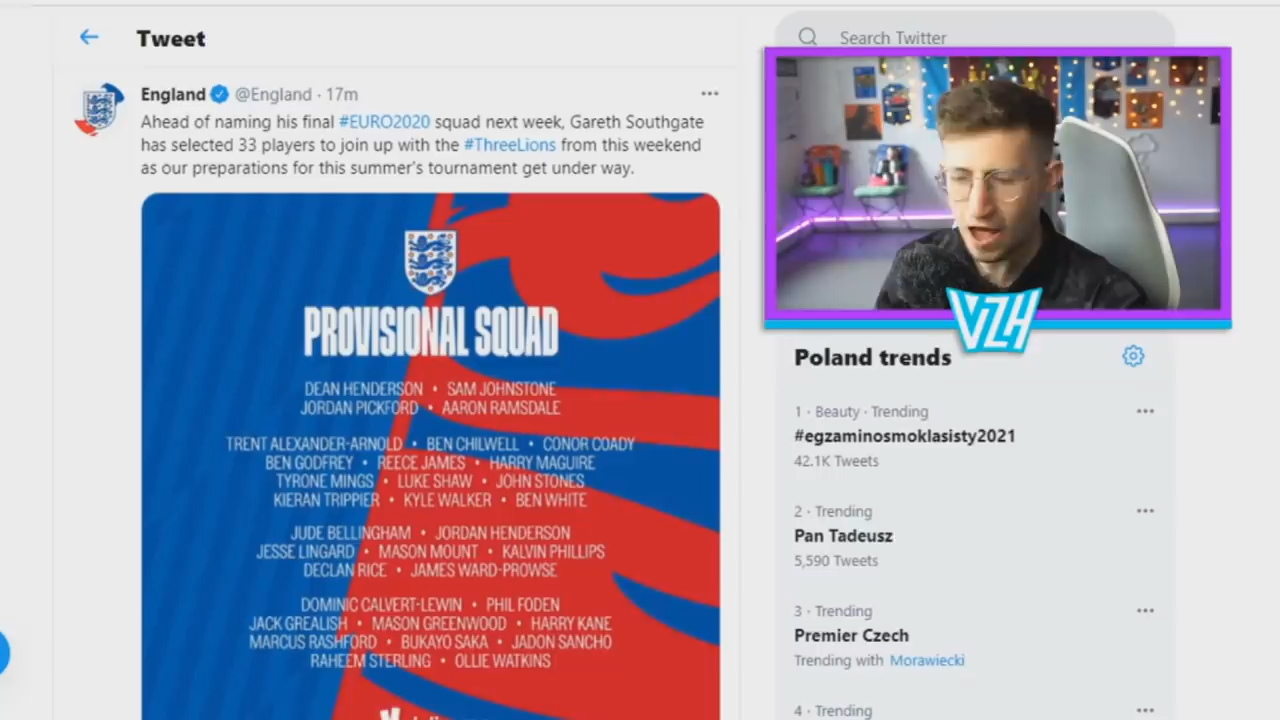 Tweet
England @England · 17m
Ahead of naming his final #EURO2020 squad next week, Gareth Southgate
has selected 33 players to join up with the #ThreeLions from this weekend
as our preparations for this summer's tournament get under way.
PROVISIONAL SQUAD
DEAN HENDERSON • SAM JOHNSTONE
JORDAN PICKFORD • AARON RAMSDALE
TRENT ALEXANDER-ARNOLD • BEN CHILWELL • CONOR COADY
BEN GODFREY • REECE JAMES • HARRY MAGUIRE
TYRONE MINGS • LUKE SHAW • JOHN STONES
KIERAN TRIPPIER • KYLE WALKER • BEN WHITE
JUDE BELLINGHAM • JORDAN HENDERSON
JESSE LINGARD • MASON MOUNT • KALVIN PHILLIPS
DECLAN RICE • JAMES WARD-PROWSE
DOMINIC CALVERT-LEWIN • PHIL FODEN
JACK GREALISH • MASON GREENWOOD • HARRY KANE
MARCUS RASHFORD • BUKAYO SAKA • JADON SANCHO
RAHEEM STERLING • OLLIE WATKINS
Search Twitter
VZH
Poland trends
1 · Beauty · Trending
#egzaminosmoklasisty2021
42.1K Tweets
2 · Trending
Pan Tadeusz
5,590 Tweets
3 · Trending
Premier Czech
Trending with Morawiecki
4 · Trending